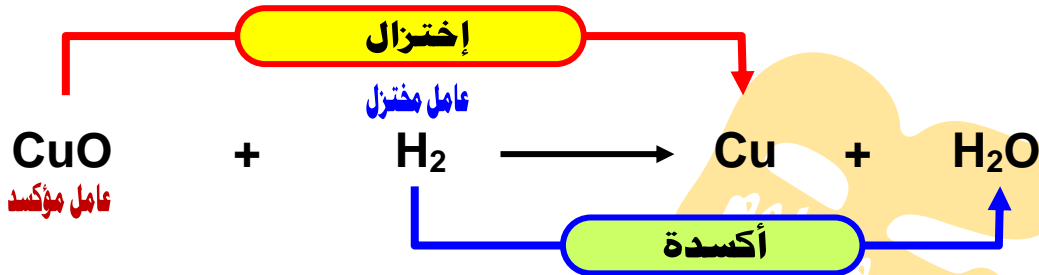 إختزال
عامل مختزل
CuO + H₂ ⟶ Cu + H₂O
عامل مؤكسد
أكسدة